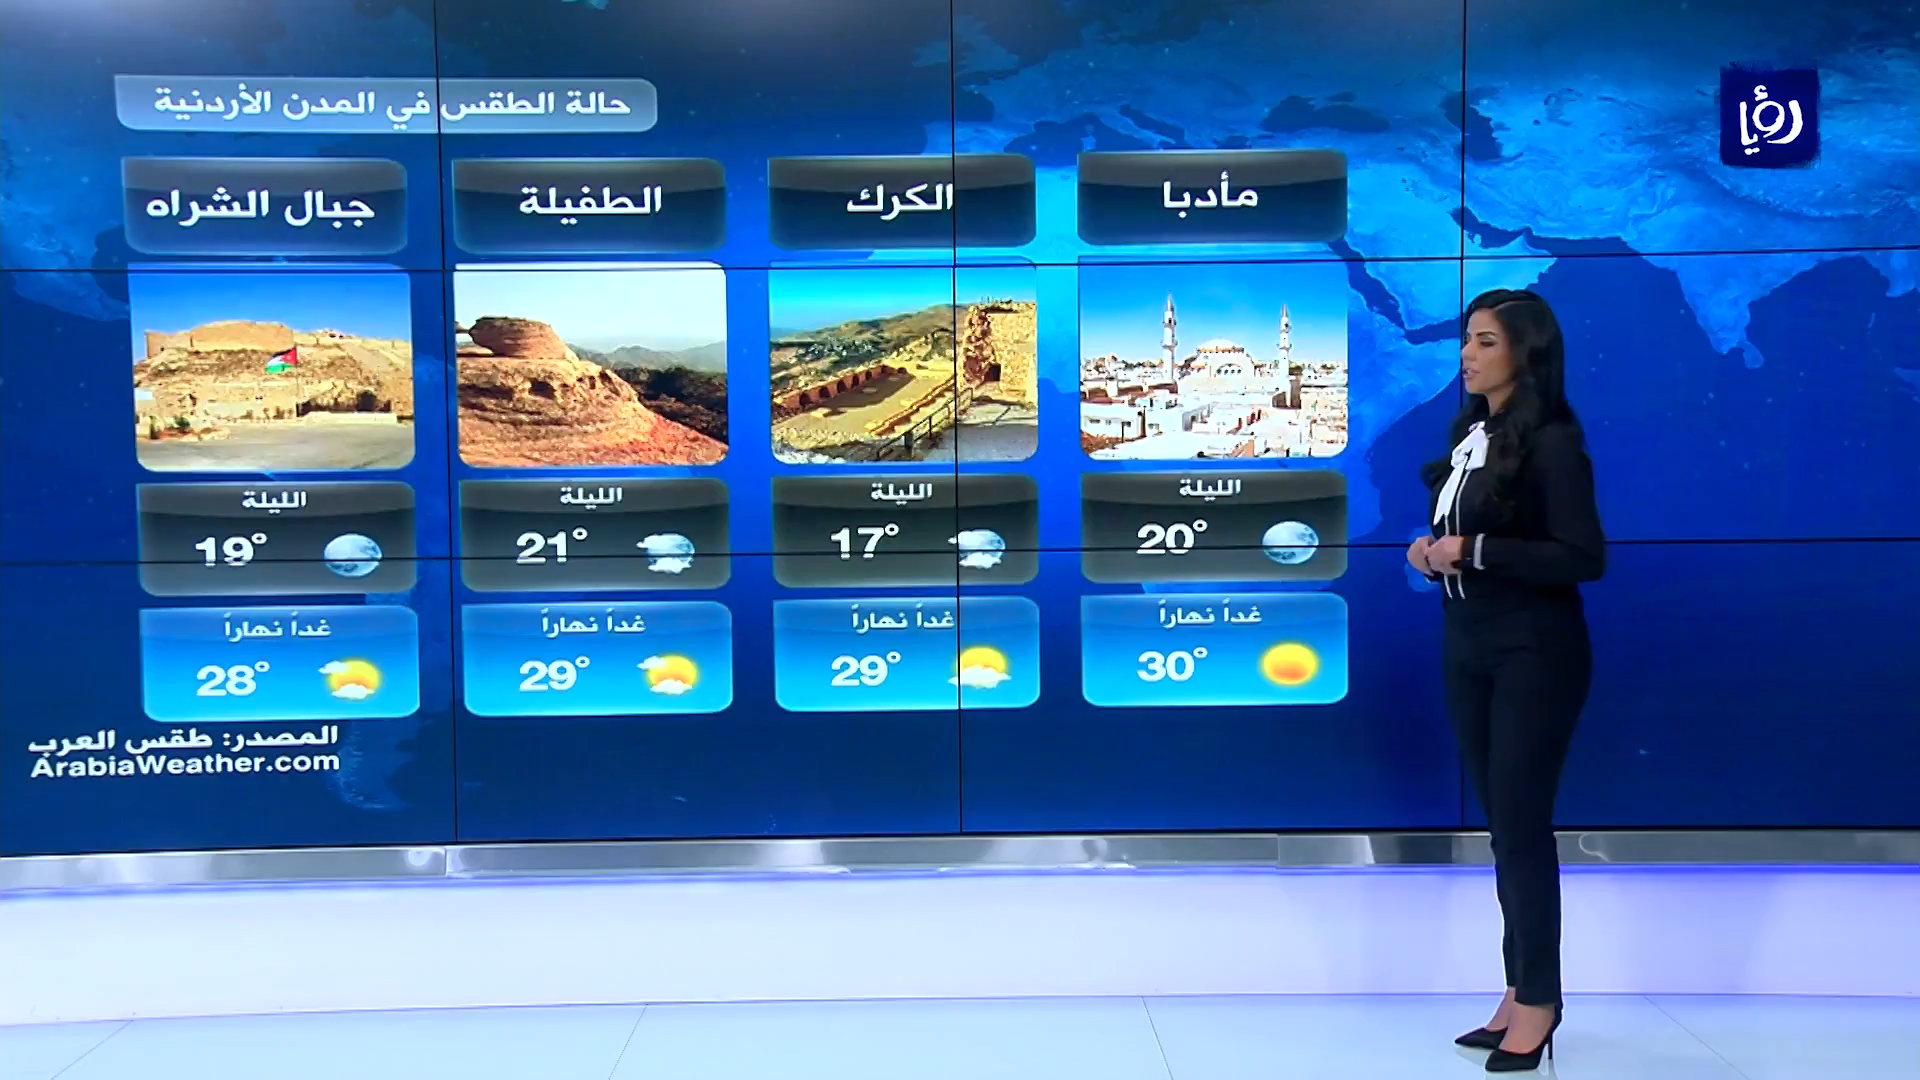 رؤيا
حالة الطقس في المدن الأردنية
مأدبا
الليلة
20°
غداً نهاراً
30°
الكرك
الليلة
17°
غداً نهاراً
29°
الطفيلة
الليلة
21°
غداً نهاراً
29°
جبال الشراه
الليلة
19°
غداً نهاراً
28°
المصدر: طقس العرب
ArabiaWeather.com